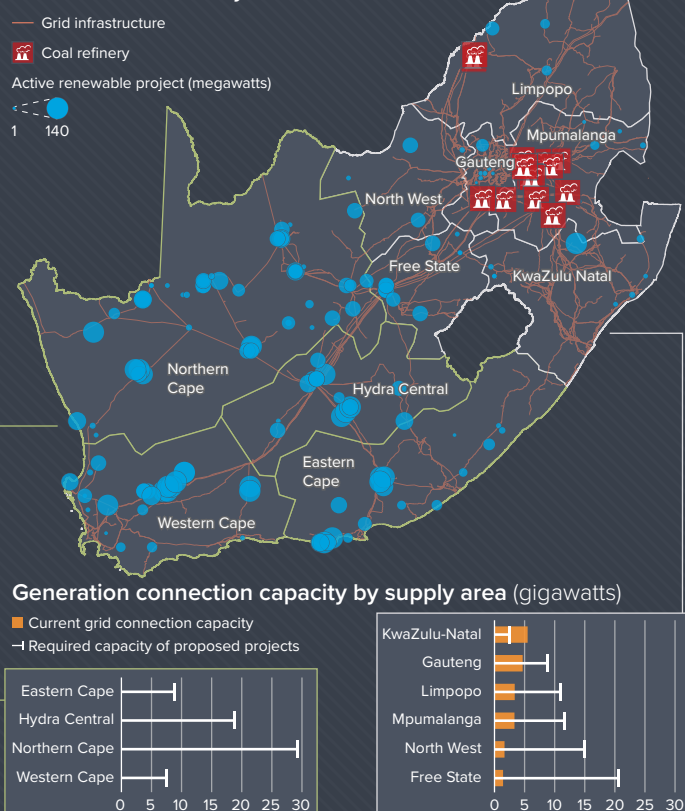 Grid infrastructure
Coal refinery
Active renewable project (megawatts)
1 140
Limpopo
Mpumalanga
Gauteng
North West
Free State
KwaZulu Natal
Northern
Cape
Hydra Central
Eastern
Cape
Western Cape
Generation connection capacity by supply area (gigawatts)
Current grid connection capacity
Required capacity of proposed projects
Eastern Cape
Hydra Central
Northern Cape
Western Cape
0 5 10 15 20 25 30
KwaZulu-Natal
Gauteng
Limpopo
Mpumalanga
North West
Free State
0 5 10 15 20 25 30